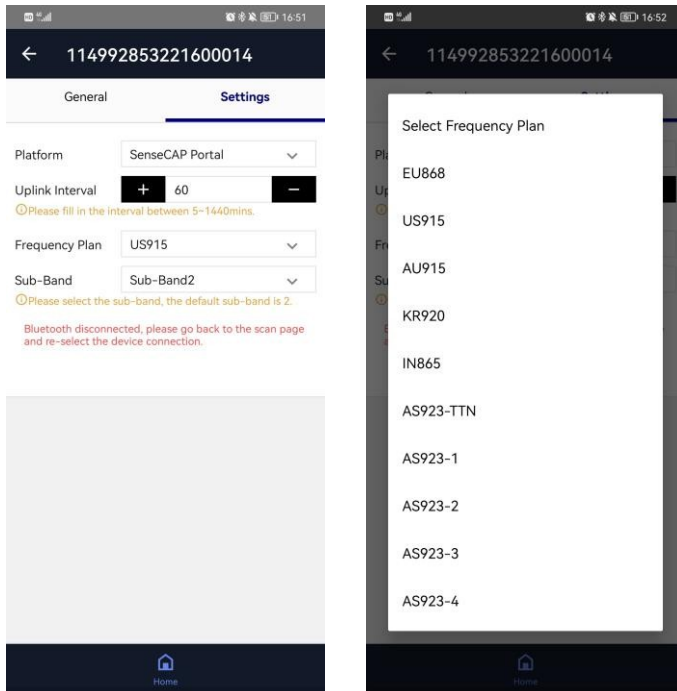 16:51
114992853221600014
General Settings
Platform SenseCAP Portal
Uplink Interval + 60 −
Please fill in the interval between 5~1440mins.
Frequency Plan US915
Sub-Band Sub-Band2
Please select the sub-band, the default sub-band is 2.
Bluetooth disconnected, please go back to the scan page
and re-select the device connection.
Home
16:52
114992853221600014
Select Frequency Plan
EU868
US915
AU915
KR920
IN865
AS923-TTN
AS923-1
AS923-2
AS923-3
AS923-4
Home